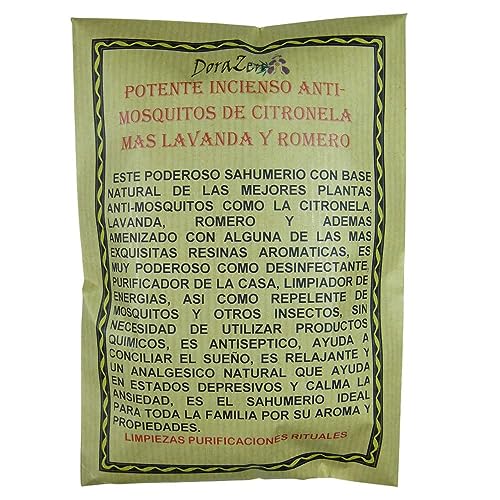 DoraZen
POTENTE INCIENSO ANTI-
MOSQUITOS DE CITRONELA
MAS LAVANDA Y ROMERO
ESTE PODEROSO SAHUMERIO CON BASE
NATURAL DE LAS MEJORES PLANTAS
ANTI-MOSQUITOS COMO LA CITRONELA,
LAVANDA, ROMERO Y ADEMAS
AMENIZADO CON ALGUNA DE LAS MAS
EXQUISITAS RESINAS AROMATICAS, ES
MUY PODEROSO COMO DESINFECTANTE,
PURIFICADOR DE LA CASA, LIMPIADOR DE
ENERGIAS, ASI COMO REPELENTE DE
MOSQUITOS Y OTROS INSECTOS, SIN
NECESIDAD DE UTILIZAR PRODUCTOS
QUIMICOS, ES ANTISEPTICO, AYUDA A
CONCILIAR EL SUEÑO, ES RELAJANTE Y
UN ANALGESICO NATURAL QUE AYUDA
EN ESTADOS DEPRESIVOS Y CALMA LA
ANSIEDAD, ES EL SAHUMERIO IDEAL
PARA TODA LA FAMILIA POR SU AROMA Y
PROPIEDADES.
LIMPIEZAS PURIFICACIONES RITUALES